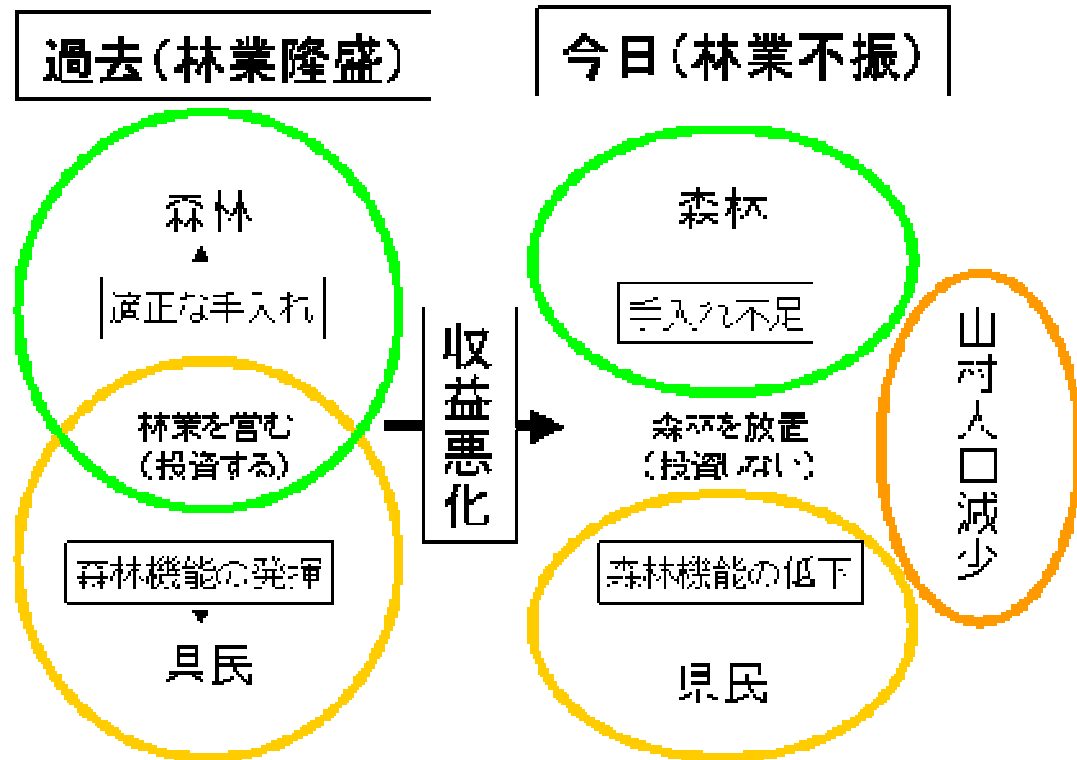 過去(林業隆盛)
森林
適正な手入れ
林業を営む
(投資する)
森林機能の発揮
県民
収益悪化
今日(林業不振)
森林
手入れ不足
森林を放置
(投資しない)
森林機能の低下
県民
山村人口減少